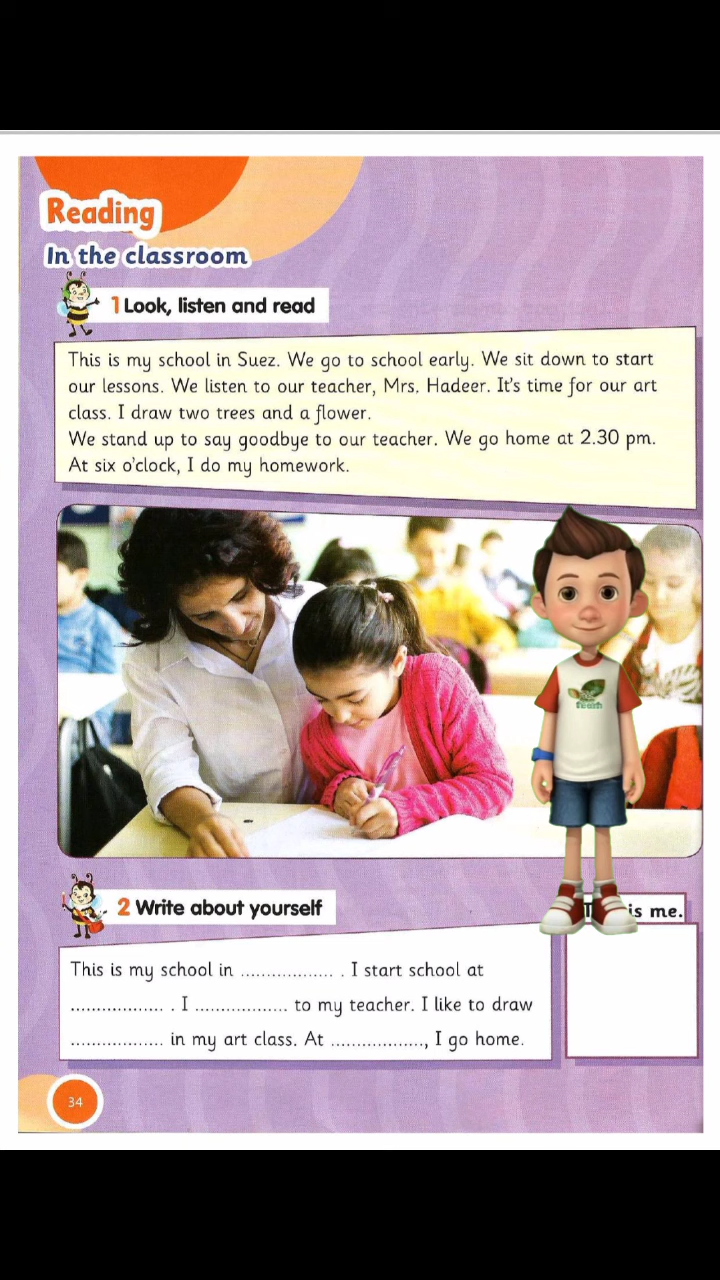 Reading
In the classroom
1 Look, listen and read
This is my school in Suez. We go to school early. We sit down to start
our lessons. We listen to our teacher, Mrs. Hadeer. It's time for our art
class. I draw two trees and a flower.
We stand up to say goodbye to our teacher. We go home at 2.30 pm.
At six o'clock, I do my homework.
2 Write about yourself
is me.
This is my school in .................. . I start school at
.................. . I .................. to my teacher. I like to draw
.................. in my art class. At .................., I go home.
34